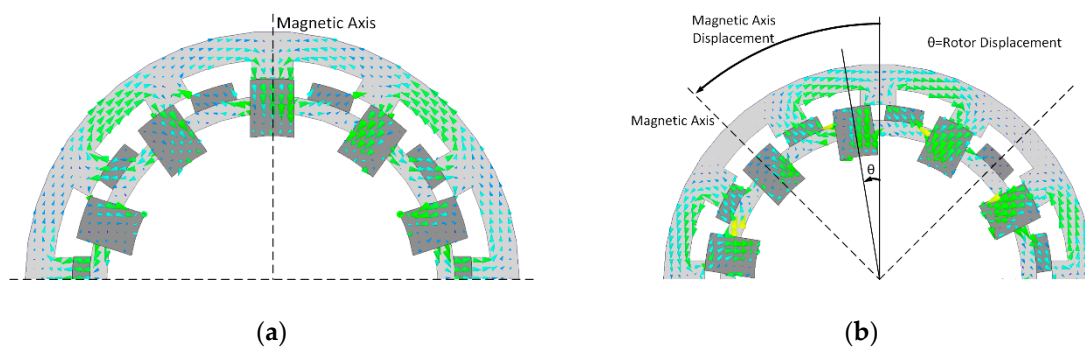 Magnetic Axis
Magnetic Axis
Displacement
θ=Rotor Displacement
Magnetic Axis
θ
(a)
(b)